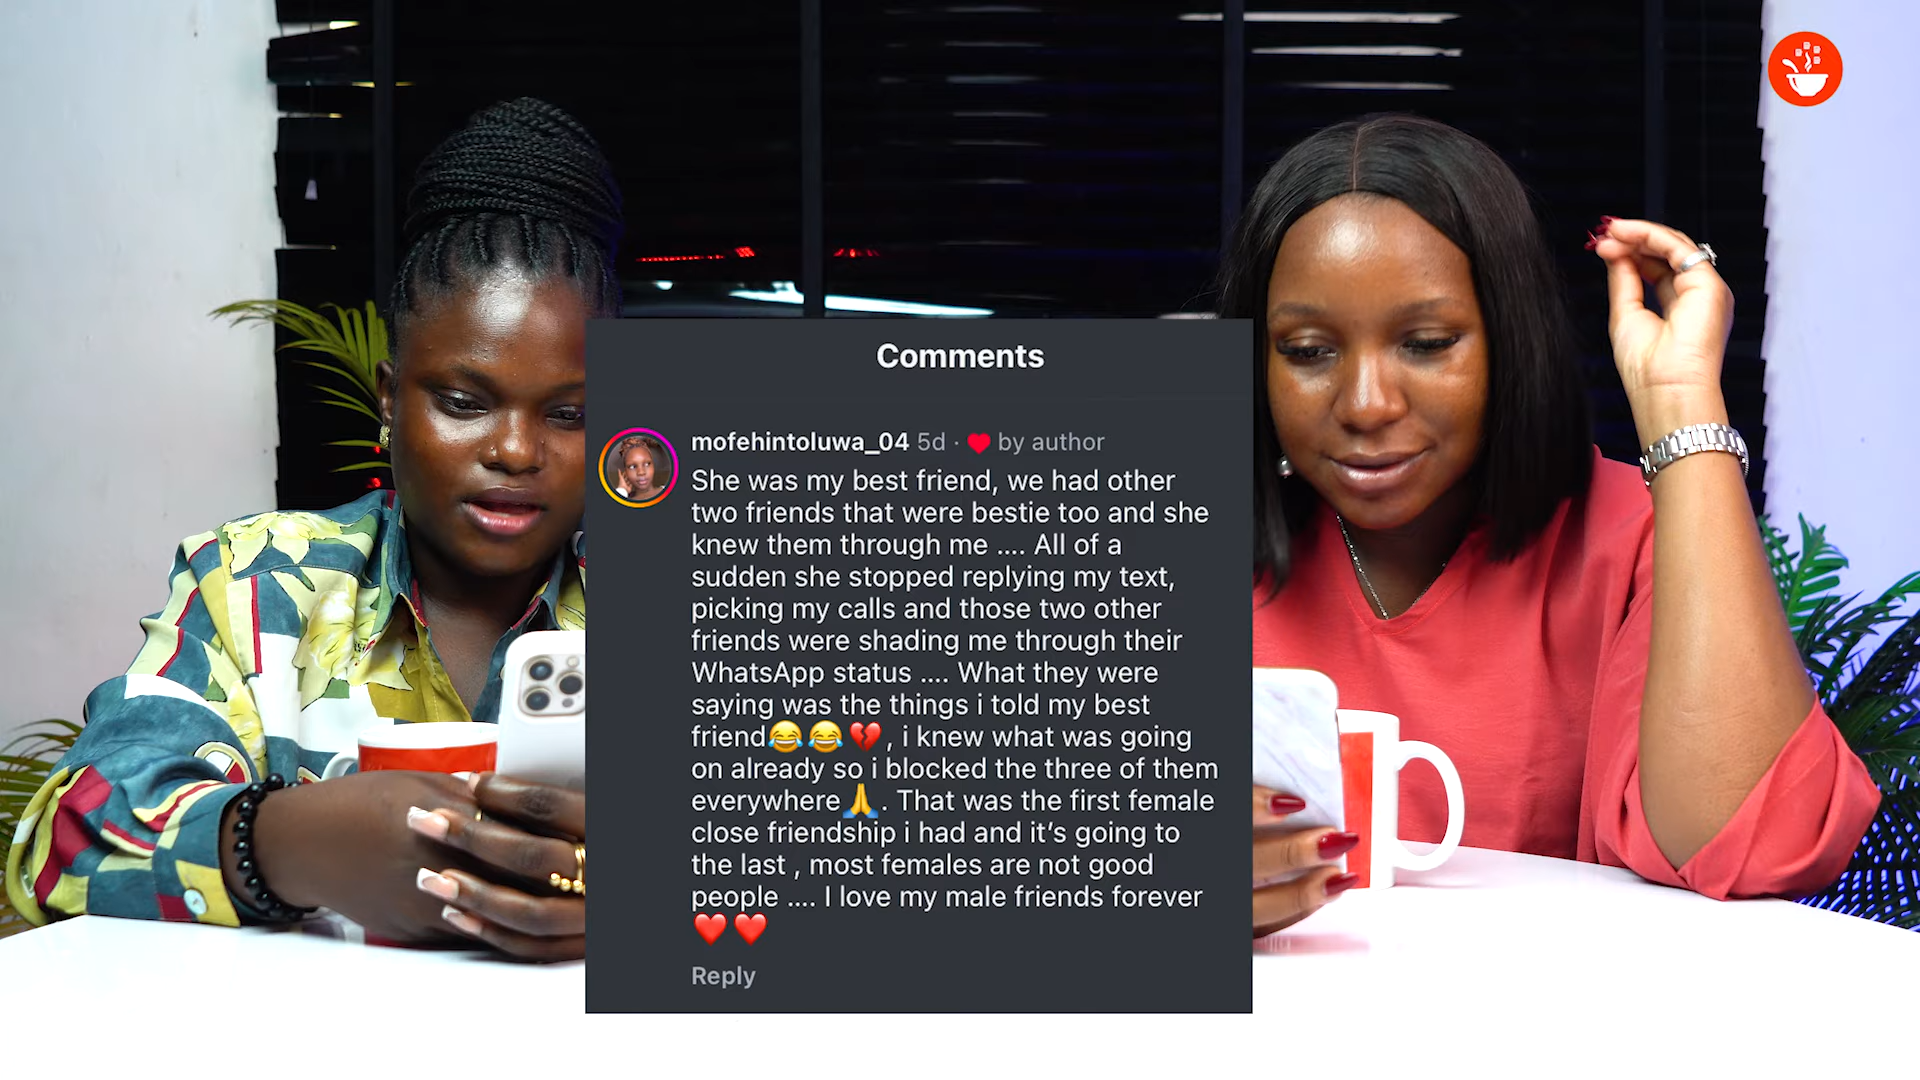 Comments
mofehintoluwa_04 5d · ❤️ by author
She was my best friend, we had other
two friends that were bestie too and she
knew them through me .... All of a
sudden she stopped replying my text,
picking my calls and those two other
friends were shading me through their
WhatsApp status .... What they were
saying was the things i told my best
friend😂😂💔, i knew what was going
on already so i blocked the three of them
everywhere🙏. That was the first female
close friendship i had and it’s going to
the last , most females are not good
people .... I love my male friends forever
❤️❤️
Reply